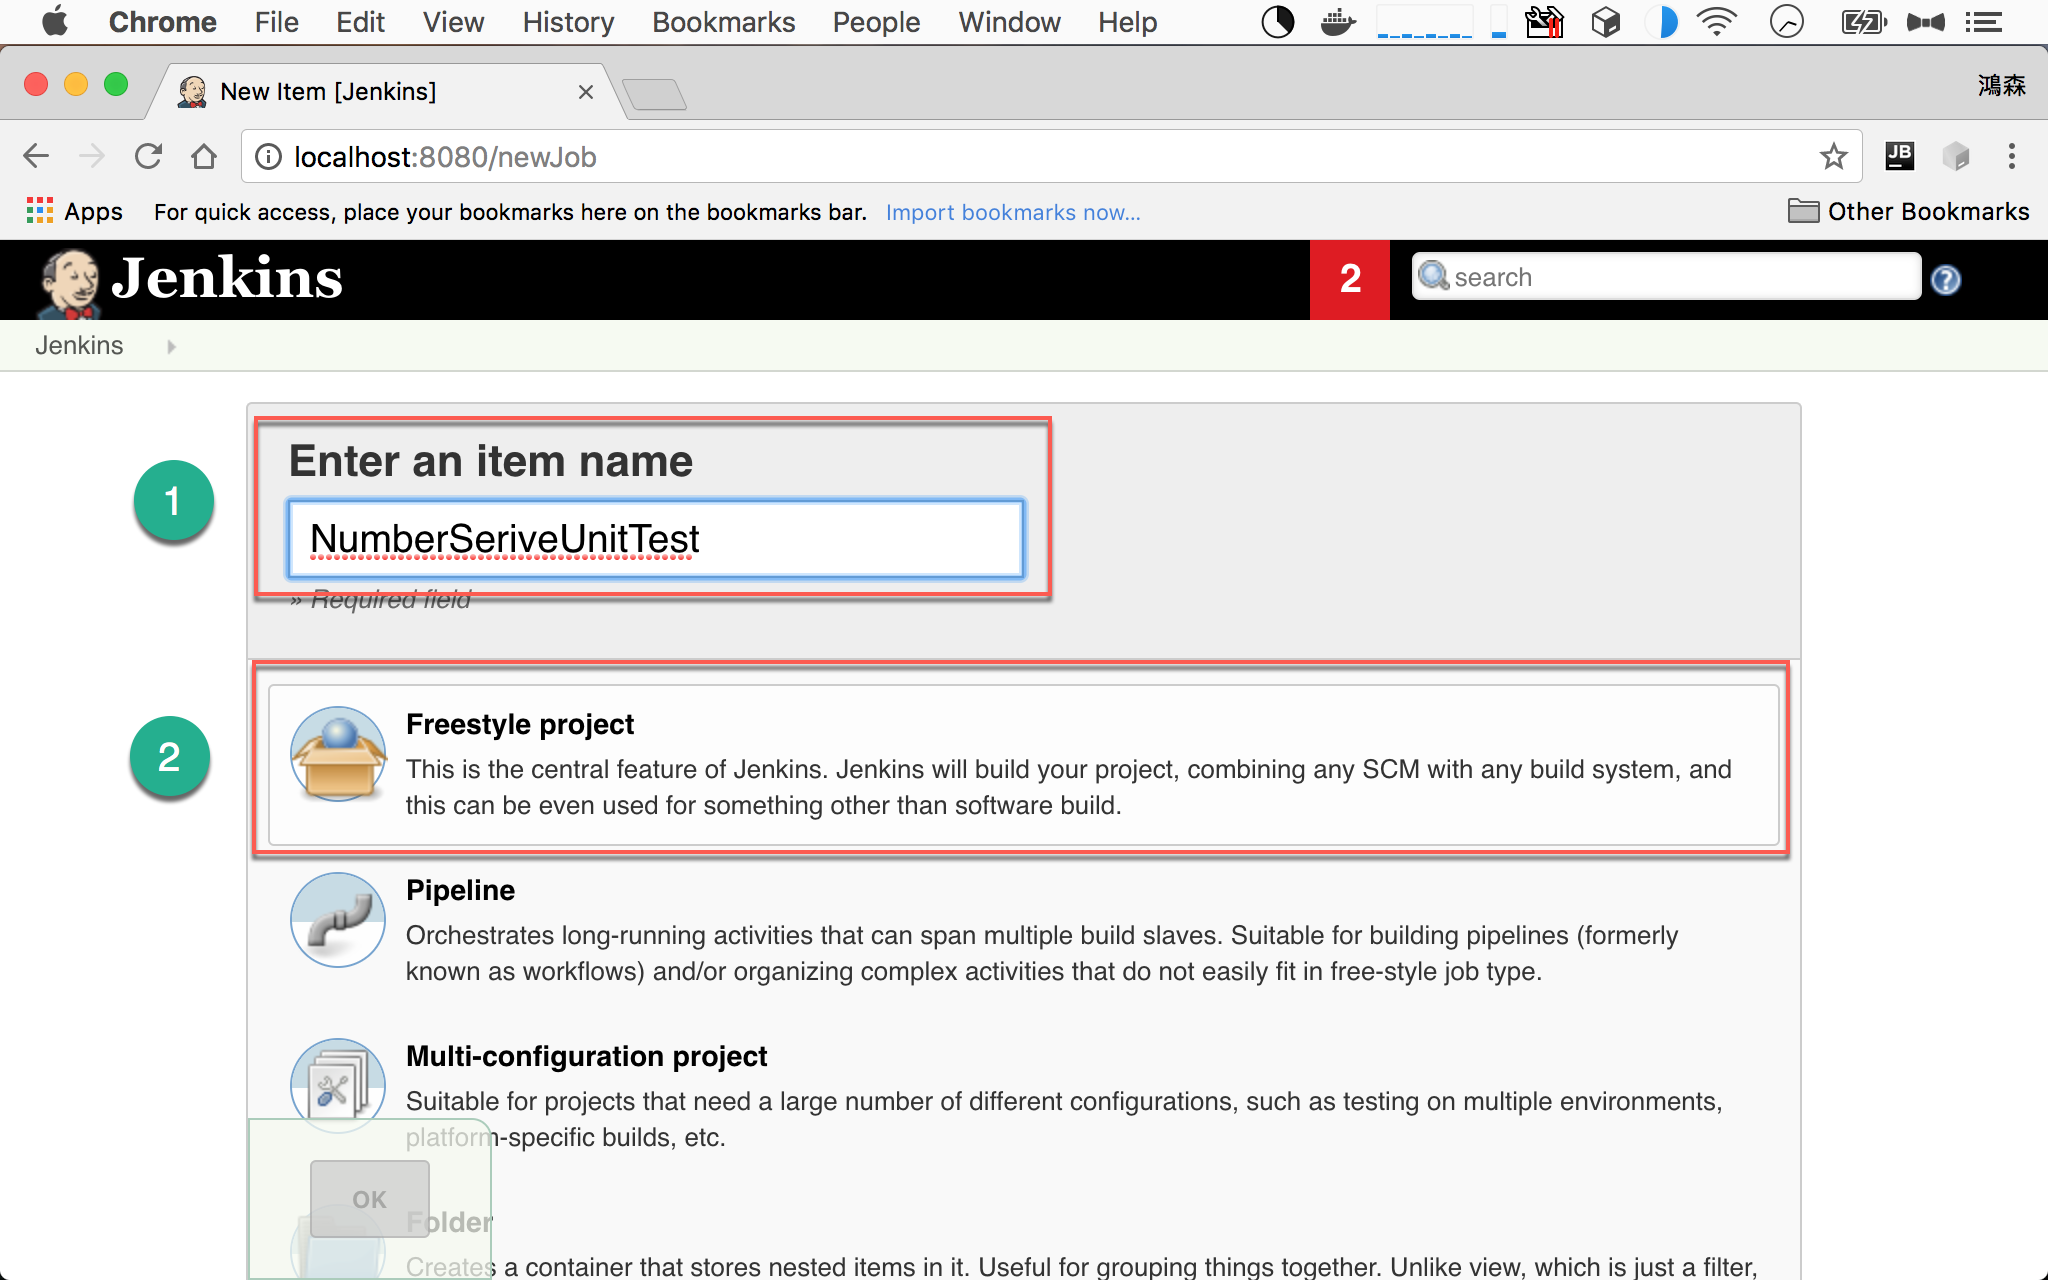 Chrome File Edit View History Bookmarks People Window Help
New Item [Jenkins]
鴻森
localhost:8080/newJob
JB
Apps For quick access, place your bookmarks here on the bookmarks bar. Import bookmarks now... Other Bookmarks
Jenkins
2
search
?
Jenkins
1
Enter an item name
NumberSeriveUnitTest
» Required field
2
Freestyle project
This is the central feature of Jenkins. Jenkins will build your project, combining any SCM with any build system, and
this can be even used for something other than software build.
Pipeline
Orchestrates long-running activities that can span multiple build slaves. Suitable for building pipelines (formerly
known as workflows) and/or organizing complex activities that do not easily fit in free-style job type.
Multi-configuration project
Suitable for projects that need a large number of different configurations, such as testing on multiple environments,
platform-specific builds, etc.
OK
Folder
Creates a container that stores nested items in it. Useful for grouping things together. Unlike view, which is just a filter,